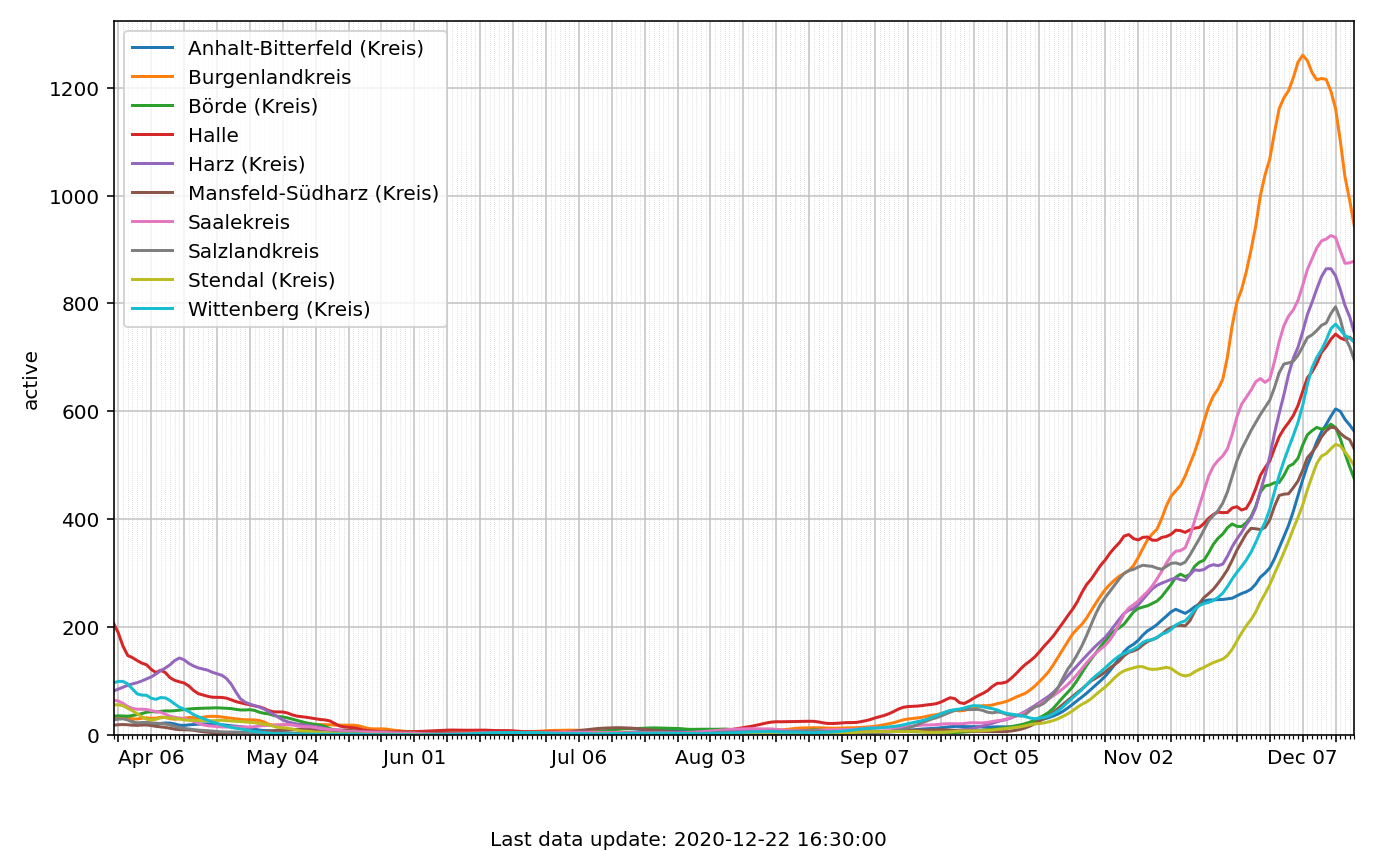 Anhalt-Bitterfeld (Kreis)
Burgenlandkreis
Börde (Kreis)
Halle
Harz (Kreis)
Mansfeld-Südharz (Kreis)
Saalekreis
Salzlandkreis
Stendal (Kreis)
Wittenberg (Kreis)
active
1200
1000
800
600
400
200
0
Apr 06 May 04 Jun 01 Jul 06 Aug 03 Sep 07 Oct 05 Nov 02 Dec 07
Last data update: 2020-12-22 16:30:00